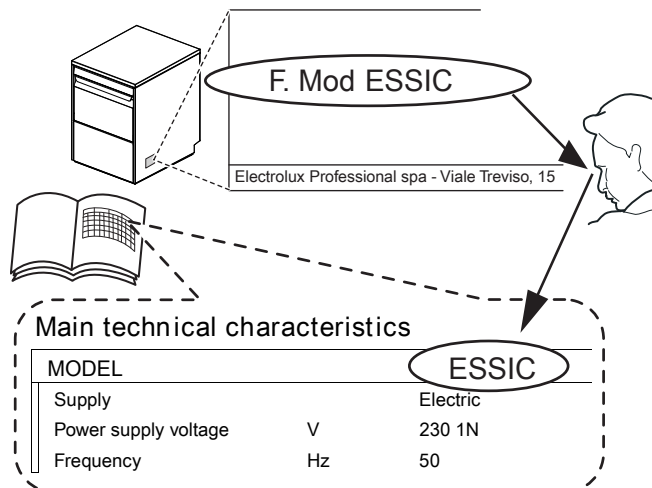 F. Mod ESSIC
Electrolux Professional spa - Viale Treviso, 15
Main technical characteristics
MODEL ESSIC
Supply Electric
Power supply voltage V 230 1N
Frequency Hz 50